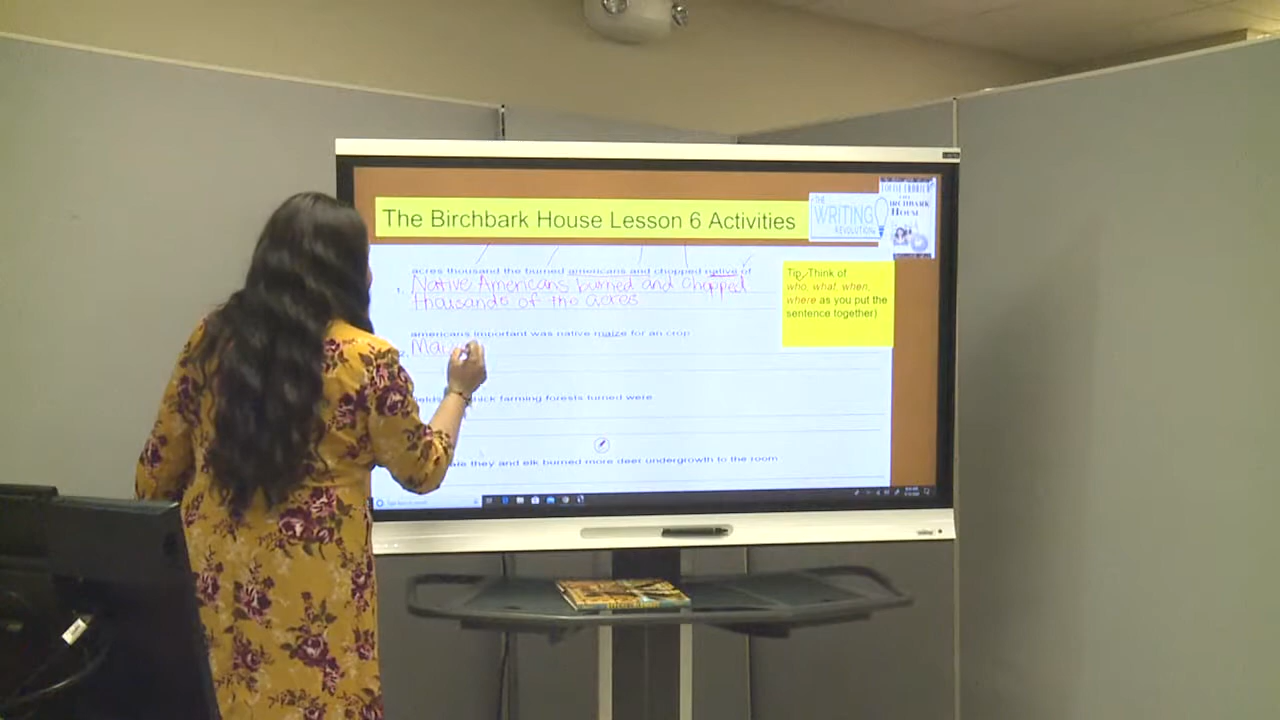 The Birchbark House Lesson 6 Activities
THE
WRITING
REVOLUTION
LOUISE ERDRICH
THE
BIRCHBARK
HOUSE
acres thousand the burned americans and chopped native of
1. Native Americans burned and chopped
thousands of the acres
Tip: Think of
who, what, when,
where as you put the
sentence together)
americans important was native maize for an crop
2. Mai
fields thick farming forests turned were
they and elk burned more deer undergrowth to the room